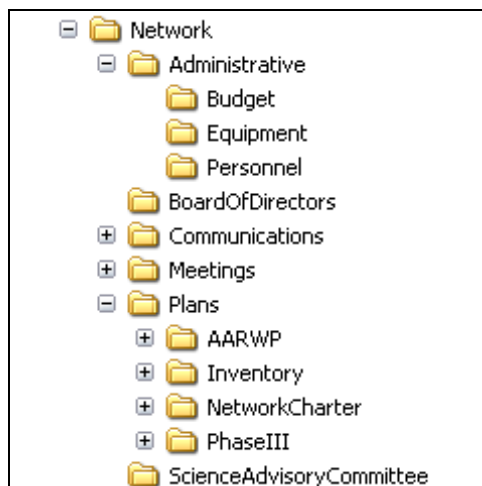 Network
Administrative
Budget
Equipment
Personnel
BoardOfDirectors
Communications
Meetings
Plans
AARWP
Inventory
NetworkCharter
PhaseIII
ScienceAdvisoryCommittee